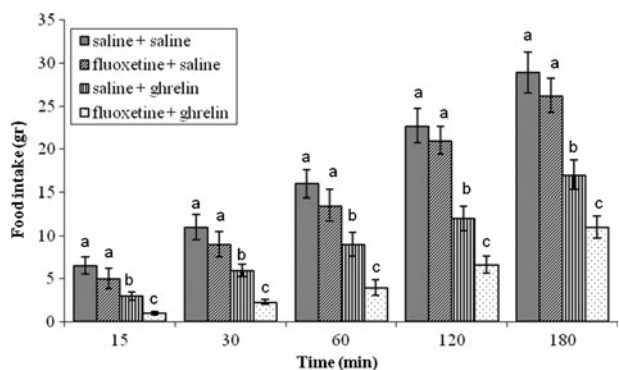 Food intake (gr)
35
30
25
20
15
10
5
0
saline + saline
fluoxetine + saline
saline + ghrelin
fluoxetine + ghrelin
a a b c
a a b c
a a b c
a a b c
a a b c
15 30 60 120 180
Time (min)